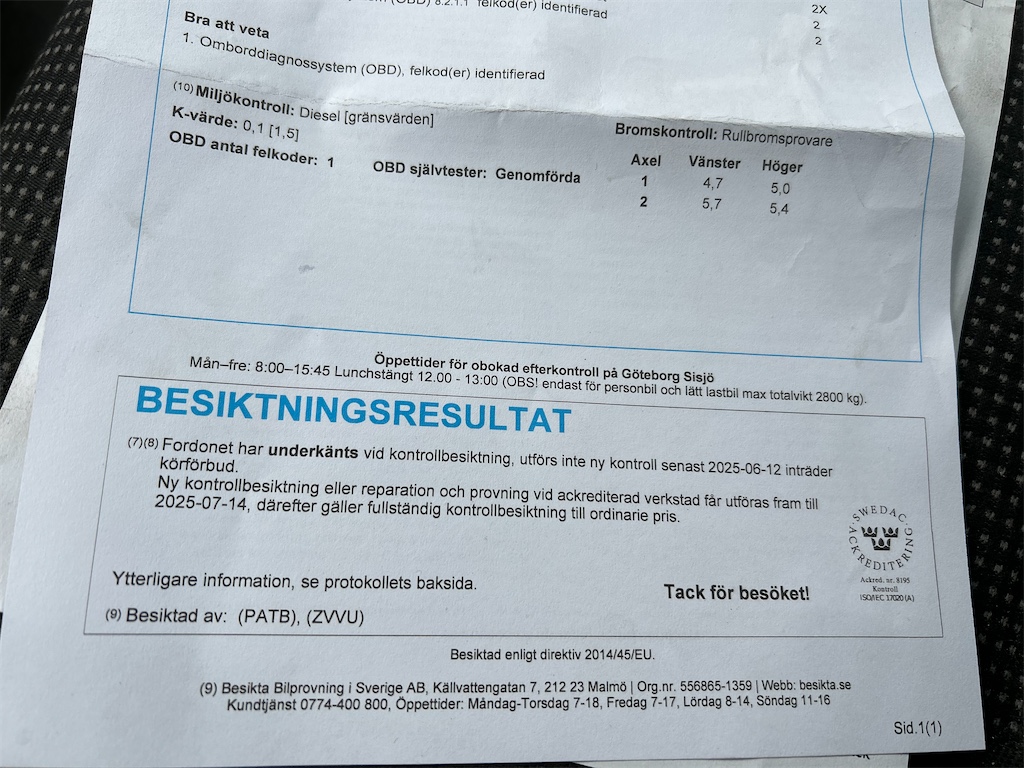 (OBD) 8.2.1.1 felkod(er) identifierad
2X
2
2
Bra att veta
1. Omborddiagnossystem (OBD), felkod(er) identifierad
(10) Miljökontroll: Diesel [gränsvärden]
K-värde: 0,1 [1,5]
OBD antal felkoder: 1 OBD självtester: Genomförda
Bromskontroll: Rullbromsprovare
Axel Vänster Höger
1 4,7 5,0
2 5,7 5,4
Öppettider för obokad efterkontroll på Göteborg Sisjö
Mån–fre: 8:00–15:45 Lunchstängt 12.00 - 13:00 (OBS! endast för personbil och lätt lastbil max totalvikt 2800 kg).
BESIKTNINGSRESULTAT
(7)(8) Fordonet har underkänts vid kontrollbesiktning, utförs inte ny kontroll senast 2025-06-12 inträder
körförbud.
Ny kontrollbesiktning eller reparation och provning vid ackrediterad verkstad får utföras fram till
2025-07-14, därefter gäller fullständig kontrollbesiktning till ordinarie pris.
SWEDAC
ACKREDITERING
Ackred. nr. 8195
Kontroll
ISO/IEC 17020 (A)
Ytterligare information, se protokollets baksida.
Tack för besöket!
(9) Besiktad av: (PATB), (ZVVU)
Besiktad enligt direktiv 2014/45/EU.
(9) Besikta Bilprovning i Sverige AB, Källvattengatan 7, 212 23 Malmö | Org.nr. 556865-1359 | Webb: besikta.se
Kundtjänst 0774-400 800, Öppettider: Måndag-Torsdag 7-18, Fredag 7-17, Lördag 8-14, Söndag 11-16
Sid.1(1)